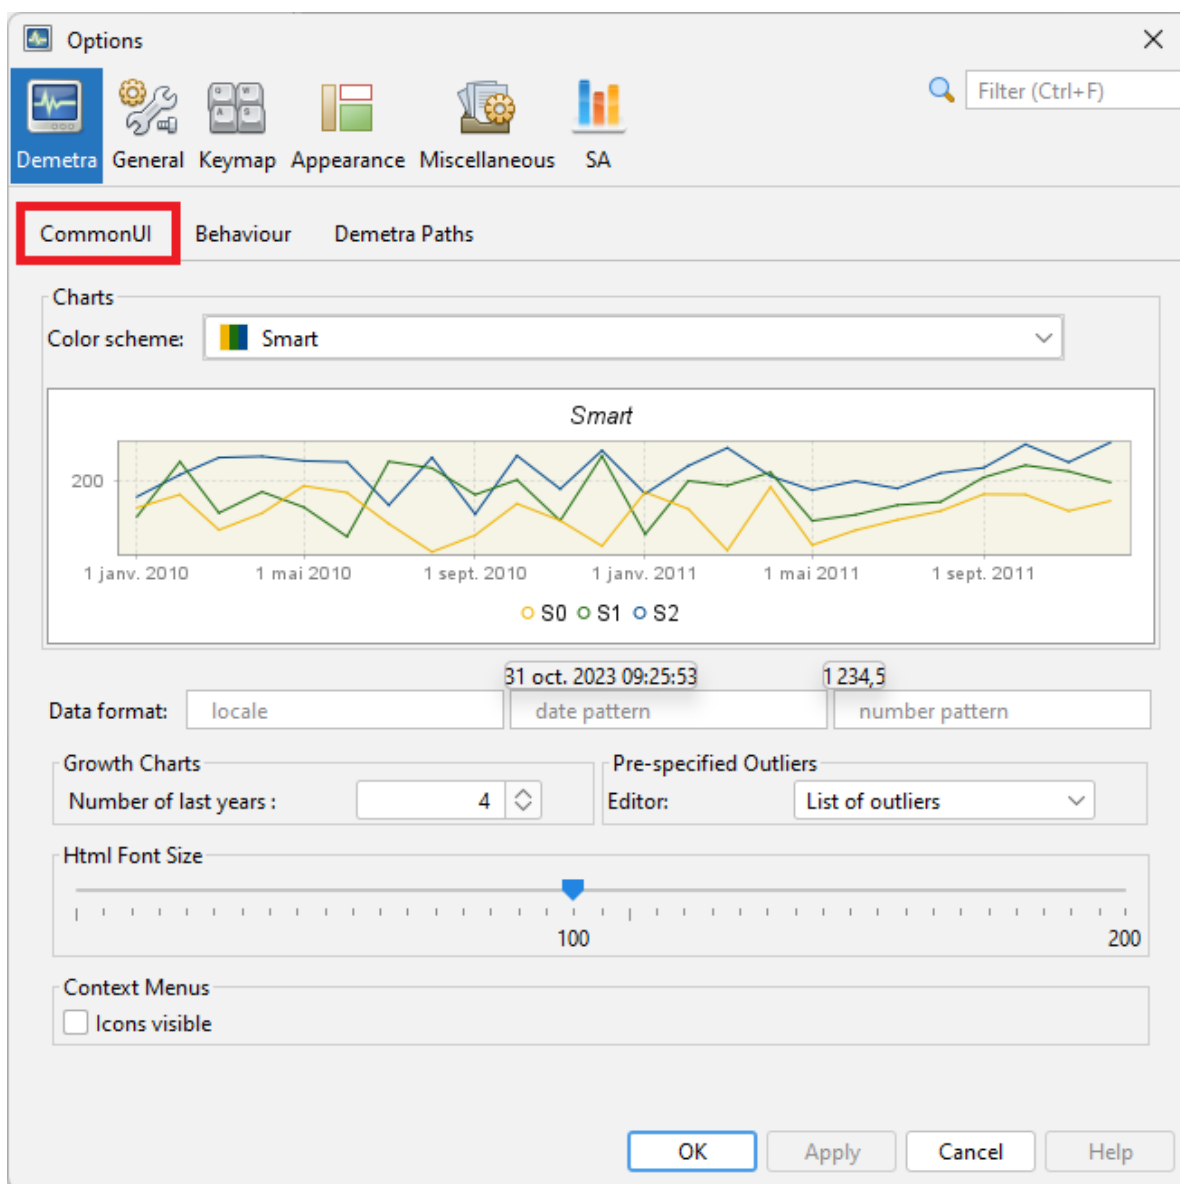 Options
Filter (Ctrl+F)
Demetra General Keymap Appearance Miscellaneous SA
CommonUI Behaviour Demetra Paths
Charts
Color scheme: Smart
Smart
200
1 janv. 2010 1 mai 2010 1 sept. 2010 1 janv. 2011 1 mai 2011 1 sept. 2011
S0 S1 S2
31 oct. 2023 09:25:53 1 234,5
Data format: locale date pattern number pattern
Growth Charts Pre-specified Outliers
Number of last years : 4 Editor: List of outliers
Html Font Size
100 200
Context Menus
Icons visible
OK Apply Cancel Help